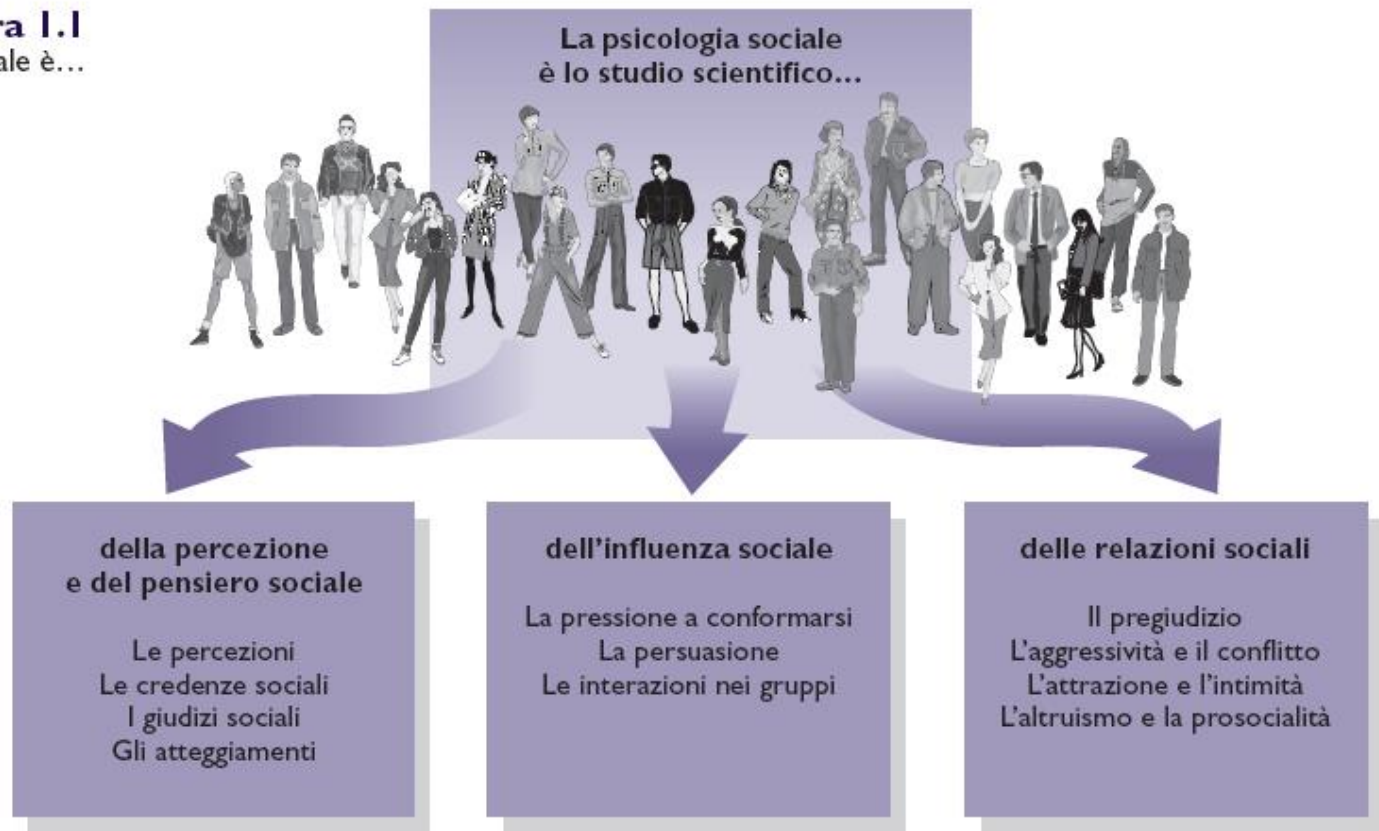 1.1
è…
La psicologia sociale
è lo studio scientifico…
della percezione
e del pensiero sociale
Le percezioni
Le credenze sociali
I giudizi sociali
Gli atteggiamenti
dell'influenza sociale
La pressione a conformarsi
La persuasione
Le interazioni nei gruppi
delle relazioni sociali
Il pregiudizio
L'aggressività e il conflitto
L'attrazione e l'intimità
L'altruismo e la prosocialità